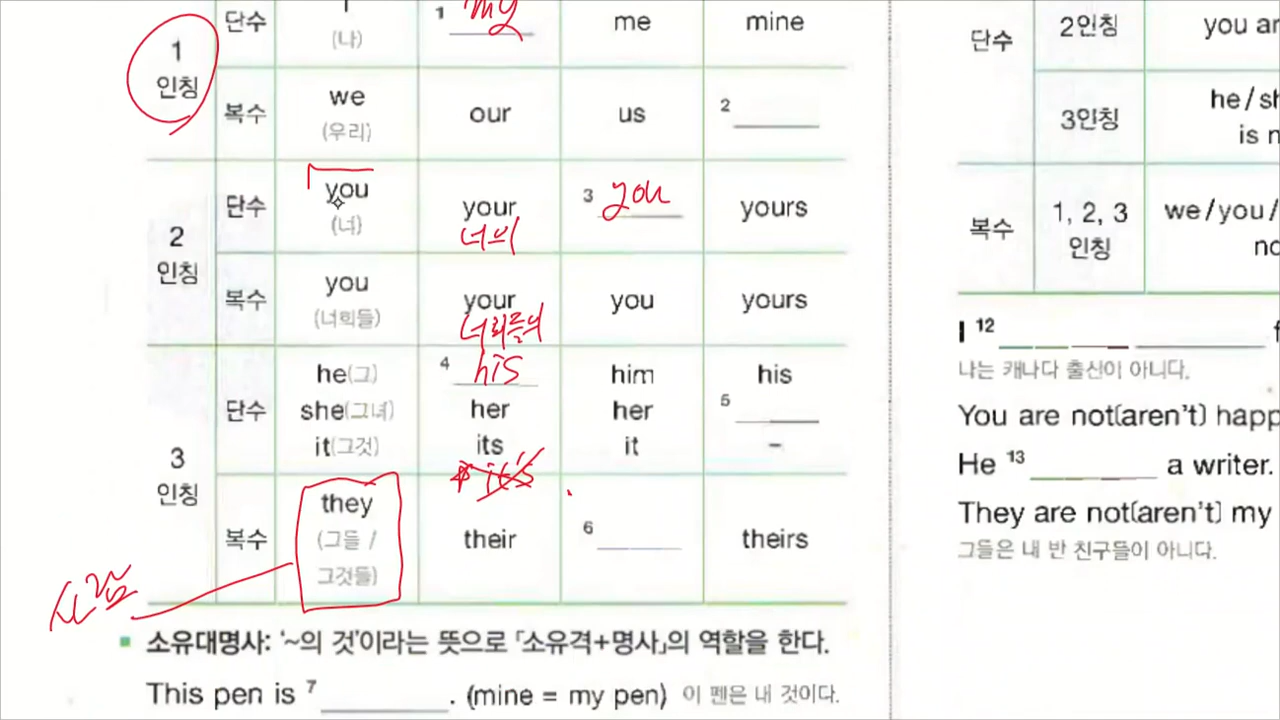 1
인칭
단수
(나)
1 my
me
mine
복수
we
(우리)
our
us
2
2
인칭
단수
you
(너)
your
너의
3 you
yours
복수
you
(너희들)
your
너희들의
you
yours
3
인칭
단수
he(그)
4 his
him
his
she(그녀)
her
her
5
it(그것)
its
it
–
it's
복수
they
(그들 /
그것들)
their
6
theirs
사람
■ 소유대명사: '~의 것'이라는 뜻으로 「소유격+명사」의 역할을 한다.
This pen is 7 ________. (mine = my pen) 이 펜은 내 것이다.
단수
2인칭
you ar
3인칭
he / sh
is n
복수
1, 2, 3
인칭
we / you /
no
I 12 ________ f
나는 캐나다 출신이 아니다.
You are not(aren't) happ
He 13 ________ a writer.
They are not(aren't) my
그들은 내 반 친구들이 아니다.